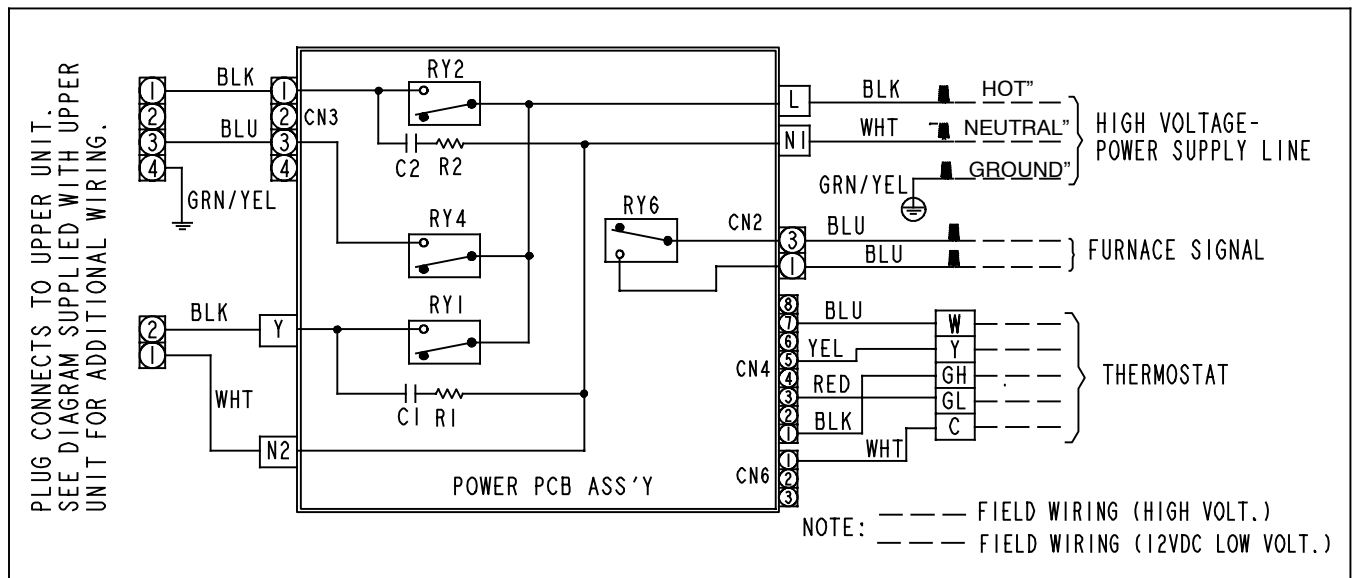 PLUG CONNECTS TO UPPER UNIT.
SEE DIAGRAM SUPPLIED WITH UPPER
UNIT FOR ADDITIONAL WIRING.
1
2
3
4
BLK
BLU
GRN/YEL
1
2
3
4
CN3
RY2
C2 R2
RY4
RY1
C1 R1
2
1
BLK
WHT
Y
N2
POWER PCB ASS'Y
RY6
L
N1
BLK
WHT
GRN/YEL
HOT”
NEUTRAL”
GROUND”
HIGH VOLTAGE-
POWER SUPPLY LINE
CN2
3
1
BLU
BLU
FURNACE SIGNAL
CN4
8
7
6
5
4
3
2
1
BLU
YEL
RED
BLK
WHT
CN6
1
2
3
W
Y
GH
GL
C
THERMOSTAT
NOTE:
FIELD WIRING (HIGH VOLT.)
FIELD WIRING (12VDC LOW VOLT.)